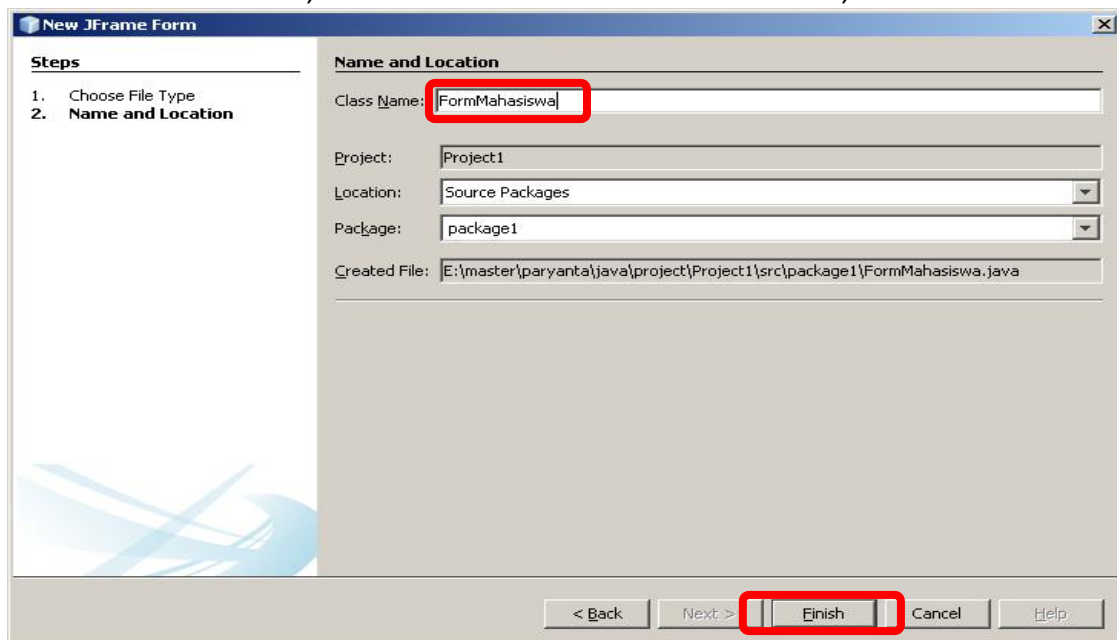 New JFrame Form
Steps
1. Choose File Type
2. Name and Location
Name and Location
Class Name: FormMahasiswa
Project: Project1
Location: Source Packages
Package: package1
Created File: E:\master\paryanta\java\project\Project1\src\package1\FormMahasiswa.java
< Back Next > Finish Cancel Help